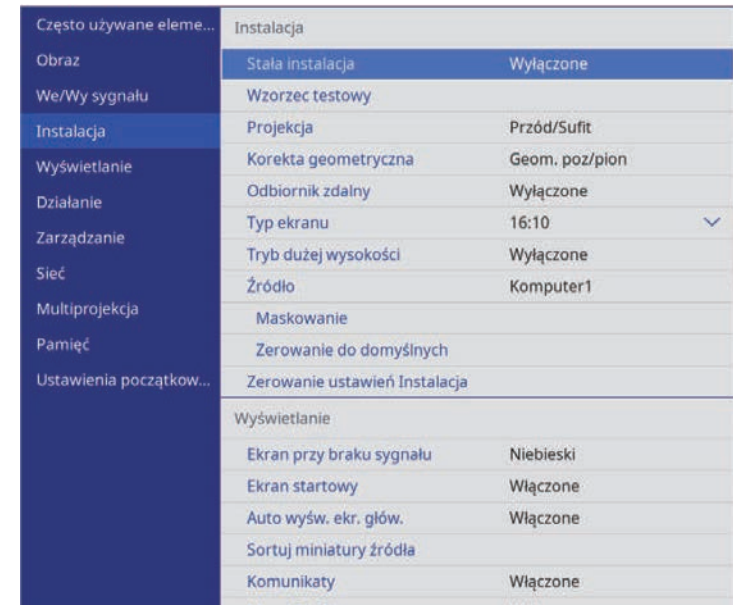 Często używane eleme...
Obraz
We/Wy sygnału
Instalacja
Wyświetlanie
Działanie
Zarządzanie
Sieć
Multiprojekcja
Pamięć
Ustawienia początkow...
Instalacja
Stała instalacja Wyłączone
Wzorzec testowy
Projekcja Przód/Sufit
Korekta geometryczna Geom. poz/pion
Odbiornik zdalny Wyłączone
Typ ekranu 16:10
Tryb dużej wysokości Wyłączone
Źródło Komputer1
Maskowanie
Zerowanie do domyślnych
Zerowanie ustawień Instalacja
Wyświetlanie
Ekran przy braku sygnału Niebieski
Ekran startowy Włączone
Auto wyśw. ekr. głów. Włączone
Sortuj miniatury źródła
Komunikaty Włączone